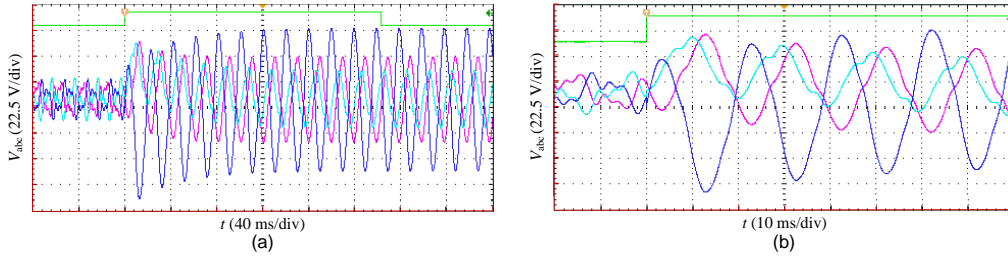 V_abc (22.5 V/div)
t (40 ms/div)
(a)
V_abc (22.5 V/div)
t (10 ms/div)
(b)